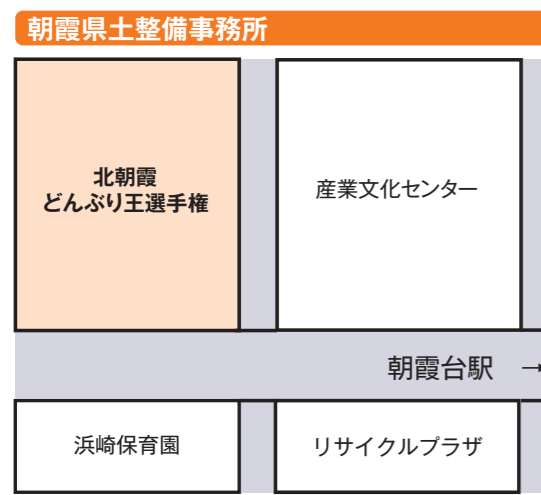 朝霞県土整備事務所
北朝霞
どんぶり王選手権
産業文化センター
朝霞台駅 →
浜崎保育園
リサイクルプラザ